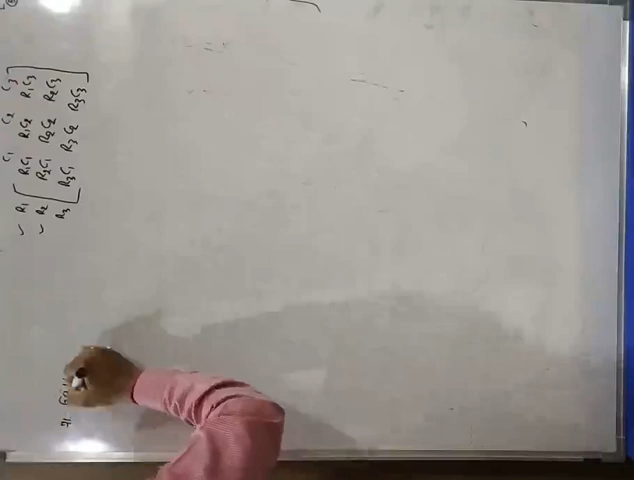 C₁ C₂ C₃
✓ R₁ [ R₁C₁ R₁C₂ R₁C₃
✓ R₂ R₂C₁ R₂C₂ R₂C₃
R₃ R₃C₁ R₃C₂ R₃C₃ ]